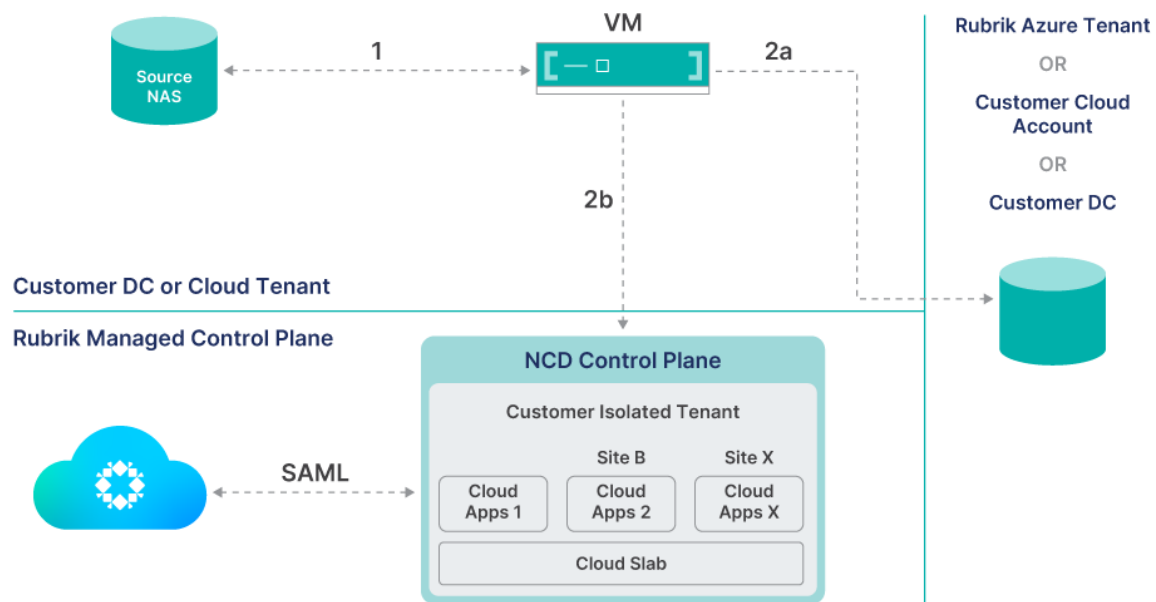 VM
Rubrik Azure Tenant
1
2a
OR
Source
NAS
Customer Cloud
Account
OR
2b
Customer DC
Customer DC or Cloud Tenant
Rubrik Managed Control Plane
NCD Control Plane
Customer Isolated Tenant
Site B
Site X
SAML
Cloud
Apps 1
Cloud
Apps 2
Cloud
Apps X
Cloud Slab